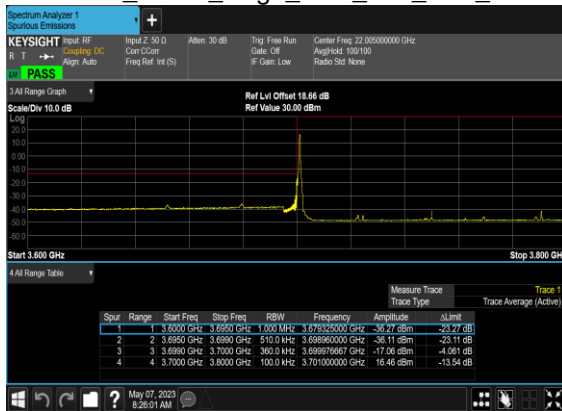 Spectrum Analyzer 1
Spurious Emissions
KEYSIGHT Input: RF Input Z: 50 Ω Atten: 30 dB Trig: Free Run Center Freq: 22.005000000 GHz
R T Coupling: DC Corr CCorr Gate: Off Avg|Hold: 100/100
Align: Auto Freq Ref: Int (S) IF Gain: Low Radio Std: None
PASS
3 All Range Graph Ref Lvl Offset 18.66 dB
Scale/Div 10.0 dB Ref Value 30.00 dBm
Log
20.0
10.0
0.00
-10.0
-20.0
-30.0
-40.0
-50.0
-60.0
Start 3.600 GHz Stop 3.800 GH
4 All Range Table
Measure Trace Trace 1
Trace Type Trace Average (Active)
Spur Range Start Freq Stop Freq RBW Frequency Amplitude ΔLimit
1 1 3.6000 GHz 3.6950 GHz 1.000 MHz 3.679325000 GHz -36.27 dBm -23.27 dB
2 2 3.6950 GHz 3.6990 GHz 510.0 kHz 3.698960000 GHz -36.11 dBm -23.11 dB
3 3 3.6990 GHz 3.7000 GHz 360.0 kHz 3.699976667 GHz -17.06 dBm -4.061 dB
4 4 3.7000 GHz 3.8000 GHz 100.0 kHz 3.701000000 GHz 16.46 dBm -13.54 dB
May 07, 2023
8:26:01 AM